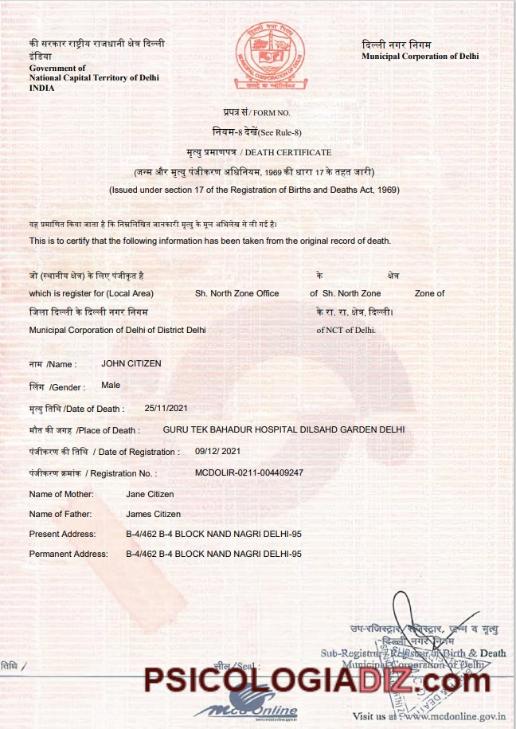 की सरकार राष्ट्रीय राजधानी क्षेत्र दिल्ली
इंडिया
Government of
National Capital Territory of Delhi
INDIA
दिल्ली नगर निगम
Municipal Corporation of Delhi
प्रपत्र सं/ FORM NO.
नियम-8 देखें(See Rule-8)
मृत्यु प्रमाणपत्र / DEATH CERTIFICATE
(जन्म और मृत्यु पंजीकरण अधिनियम, 1969 की धारा 17 के तहत जारी)
(Issued under section 17 of the Registration of Births and Deaths Act, 1969)
यह प्रमाणित किया जाता है कि निम्नलिखित जानकारी मृत्यु के मूल अभिलेख से ली गई है।
This is to certify that the following information has been taken from the original record of death.
जो (स्थानीय क्षेत्र) के लिए पंजीकृत है के क्षेत्र
which is register for (Local Area) Sh. North Zone Office of Sh. North Zone Zone of
जिला दिल्ली के दिल्ली नगर निगम के रा. रा. क्षेत्र, दिल्ली।
Municipal Corporation of Delhi of District Delhi of NCT of Delhi.
नाम /Name : JOHN CITIZEN
लिंग /Gender : Male
मृत्यु तिथि /Date of Death : 25/11/2021
मौत की जगह /Place of Death : GURU TEK BAHADUR HOSPITAL DILSAHD GARDEN DELHI
पंजीकरण की तिथि / Date of Registration : 09/12/ 2021
पंजीकरण क्रमांक / Registration No. : MCDOLIR-0211-004409247
Name of Mother: Jane Citizen
Name of Father: James Citizen
Present Address: B-4/462 B-4 BLOCK NAND NAGRI DELHI-95
Permanent Address: B-4/462 B-4 BLOCK NAND NAGRI DELHI-95
उप-रजिस्ट्रार/रजिस्ट्रार, जन्म व मृत्यु
दिल्ली नगर निगम
Sub-Registrar / Registrar of Birth & Death
Municipal Corporation of Delhi
तिथि / सील/Seal :
PSICOLOGIADIZ.com
mcdOnline
www.mcdonline.gov.in
Visit us at : www.mcdonline.gov.in